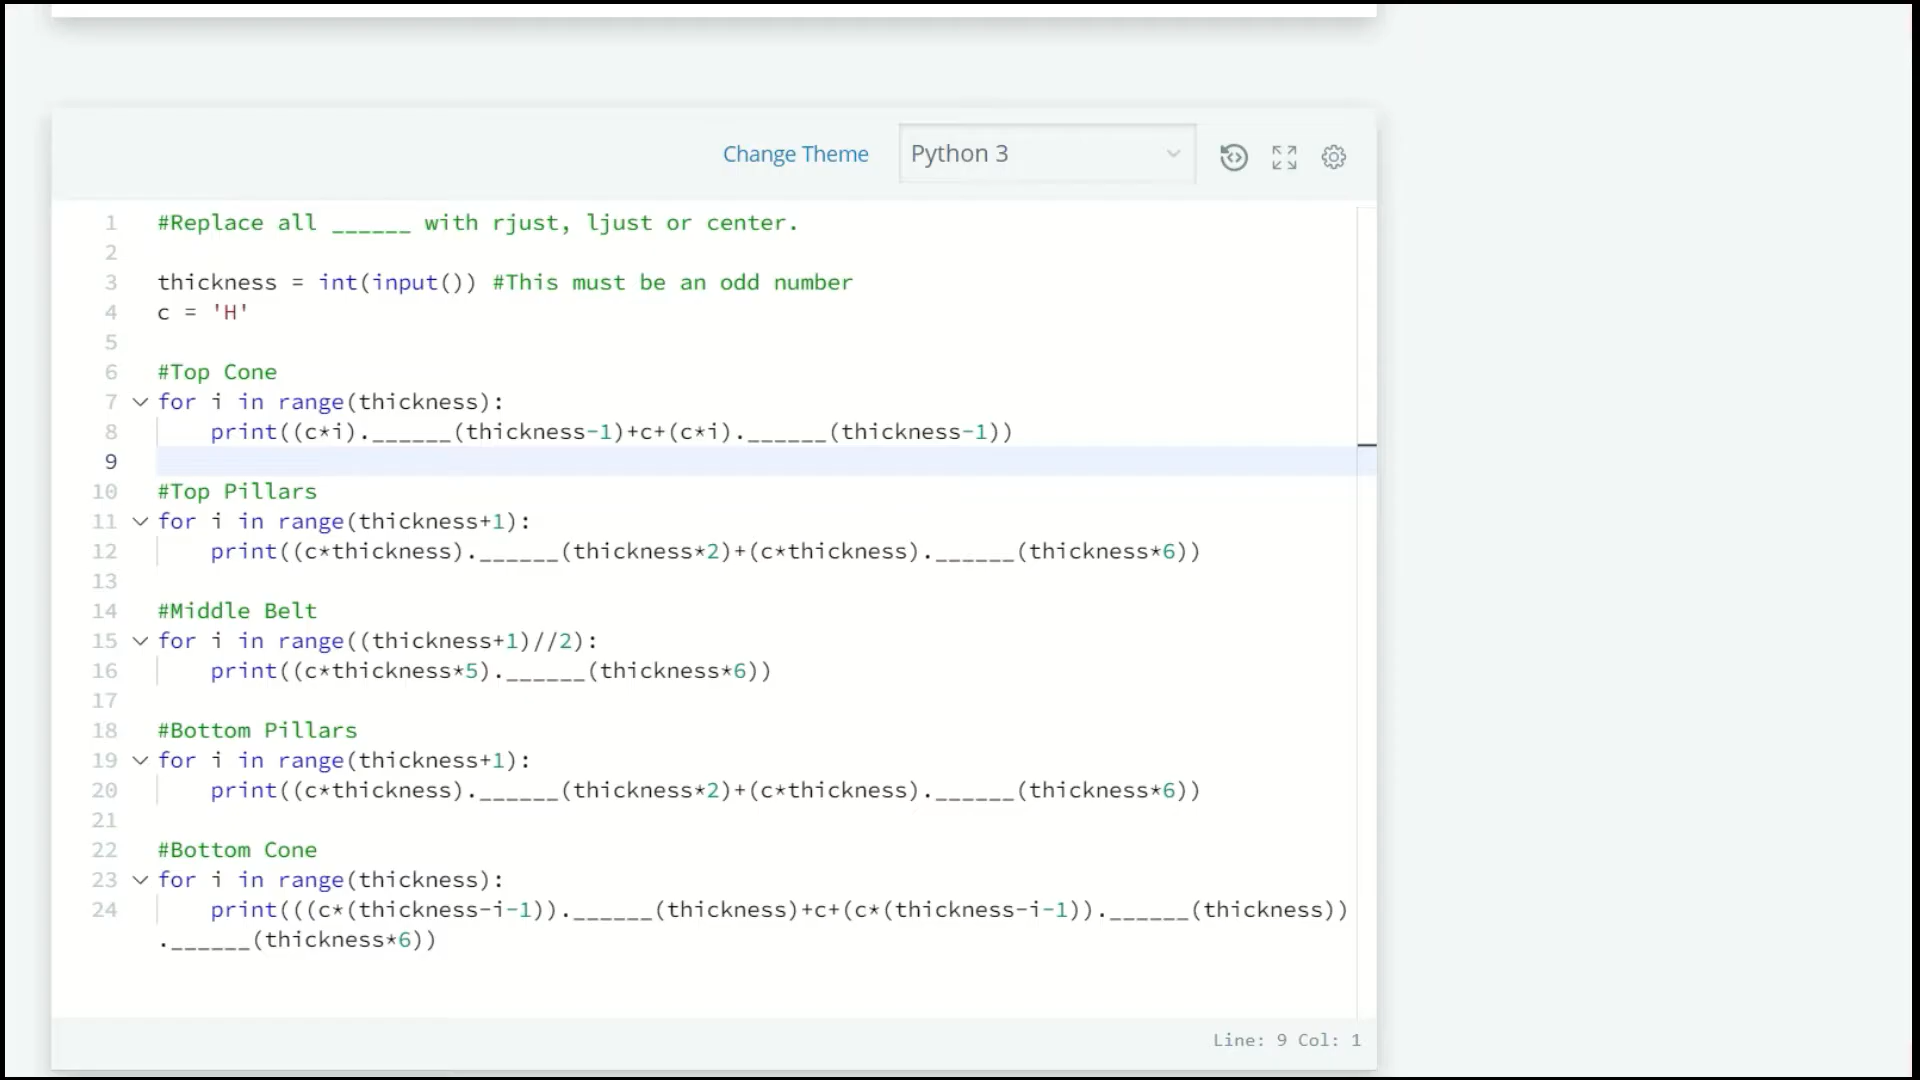 Change Theme
Python 3
1 #Replace all ______ with rjust, ljust or center.
2
3 thickness = int(input()) #This must be an odd number
4 c = 'H'
5
6 #Top Cone
7 for i in range(thickness):
8     print((c*i).______(thickness-1)+c+(c*i).______(thickness-1))
9
10 #Top Pillars
11 for i in range(thickness+1):
12     print((c*thickness).______(thickness*2)+(c*thickness).______(thickness*6))
13
14 #Middle Belt
15 for i in range((thickness+1)//2):
16     print((c*thickness*5).______(thickness*6))
17
18 #Bottom Pillars
19 for i in range(thickness+1):
20     print((c*thickness).______(thickness*2)+(c*thickness).______(thickness*6))
21
22 #Bottom Cone
23 for i in range(thickness):
24     print(((c*(thickness-i-1)).______(thickness)+c+(c*(thickness-i-1)).______(thickness))
.______(thickness*6))
Line: 9 Col: 1